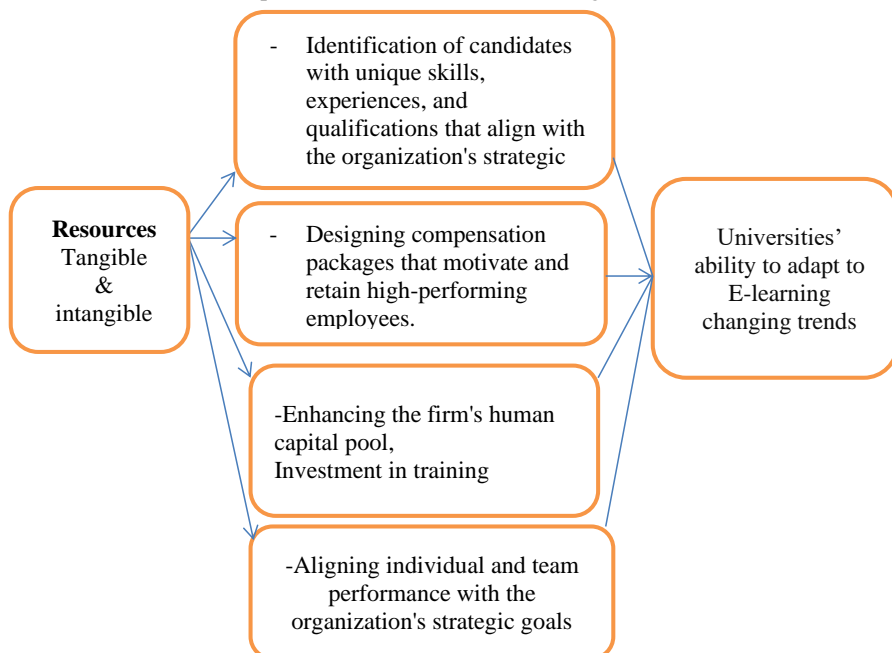 - Identification of candidates
with unique skills,
experiences, and
qualifications that align with
the organization's strategic
Resources
Tangible
&
intangible
- Designing compensation
packages that motivate and
retain high-performing
employees.
-Enhancing the firm's human
capital pool,
Investment in training
-Aligning individual and team
performance with the
organization's strategic goals
Universities’
ability to adapt to
E-learning
changing trends